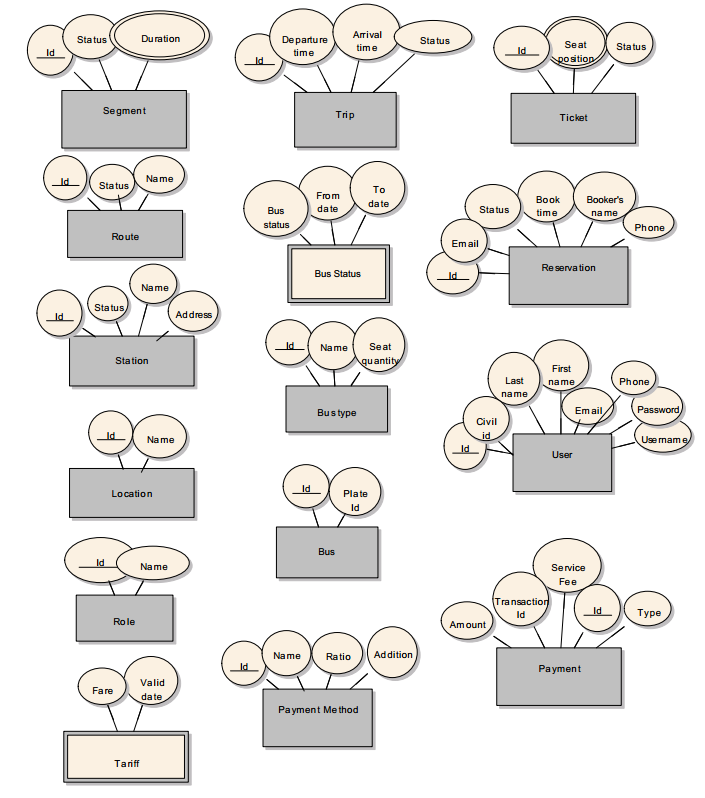 Id
Status
Duration
Segment
Id
Departure
time
Arrival
time
Status
Trip
Id
Seat
position
Status
Ticket
Id
Status
Name
Route
Bus
status
From
date
To
date
Bus Status
Id
Email
Status
Book
time
Booker's
name
Phone
Reservation
Id
Status
Name
Address
Station
Id
Name
Seat
quantity
Bus type
Id
Civil
id
Last
name
First
name
Email
Phone
Password
Username
User
Id
Name
Location
Id
Plate
Id
Bus
Id
Name
Role
Amount
Transaction
Id
Service
Fee
Id
Type
Payment
Id
Name
Ratio
Addition
Payment Method
Fare
Valid
date
Tariff